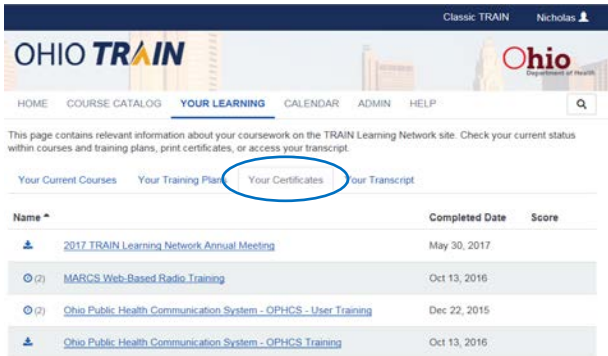 Classic TRAIN Nicholas
OHIO TRAIN
Ohio
Department of Health
HOME COURSE CATALOG YOUR LEARNING CALENDAR ADMIN HELP
This page contains relevant information about your coursework on the TRAIN Learning Network site. Check your current status
within courses and training plans, print certificates, or access your transcript.
Your Current Courses Your Training Plans Your Certificates Your Transcript
Name Completed Date Score
2017 TRAIN Learning Network Annual Meeting May 30, 2017
(2) MARCS Web-Based Radio Training Oct 13, 2016
(2) Ohio Public Health Communication System - OPHCS - User Training Dec 22, 2015
Ohio Public Health Communication System - OPHCS Training Oct 13, 2016